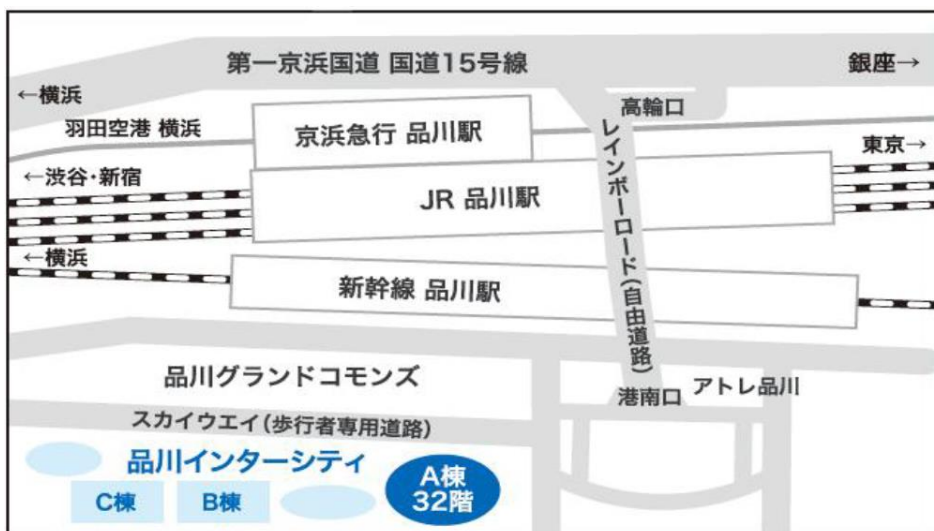 第一京浜国道 国道15号線
銀座→
←横浜
高輪口
羽田空港 横浜
京浜急行 品川駅
東京→
←渋谷・新宿
JR 品川駅
レインボーロード(自由道路)
←横浜
新幹線 品川駅
品川グランドコモンズ
港南口
アトレ品川
スカイウエイ(歩行者専用道路)
品川インターシティ
A棟
32階
C棟
B棟